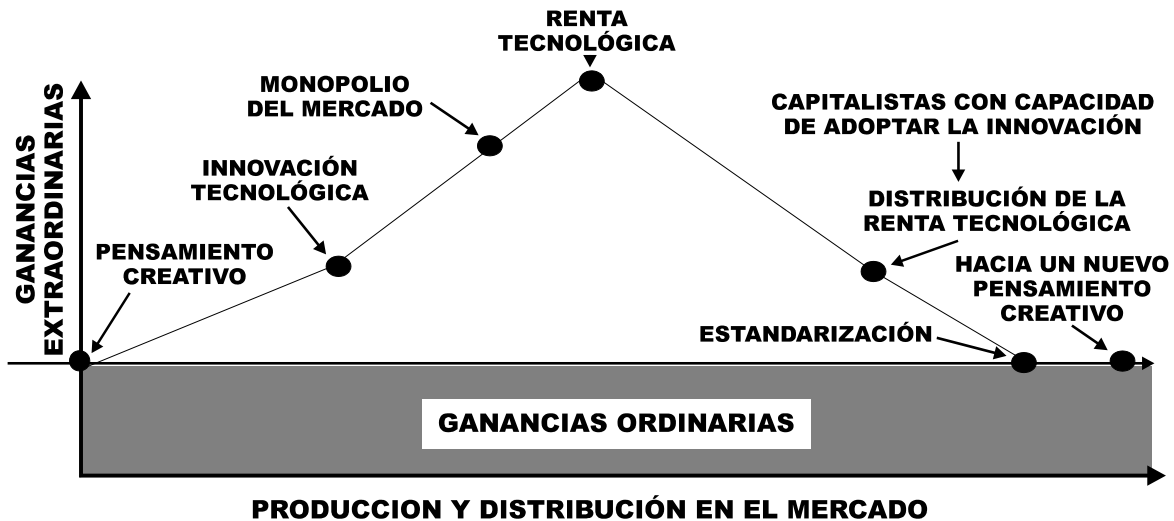 RENTA
TECNOLÓGICA
MONOPOLIO
DEL MERCADO
CAPITALISTAS CON CAPACIDAD
DE ADOPTAR LA INNOVACIÓN
INNOVACIÓN
TECNOLÓGICA
DISTRIBUCIÓN DE LA
RENTA TECNOLÓGICA
GANANCIAS
EXTRAORDINARIAS
PENSAMIENTO
CREATIVO
HACIA UN NUEVO
PENSAMIENTO
CREATIVO
ESTANDARIZACIÓN
GANANCIAS ORDINARIAS
PRODUCCION Y DISTRIBUCIÓN EN EL MERCADO